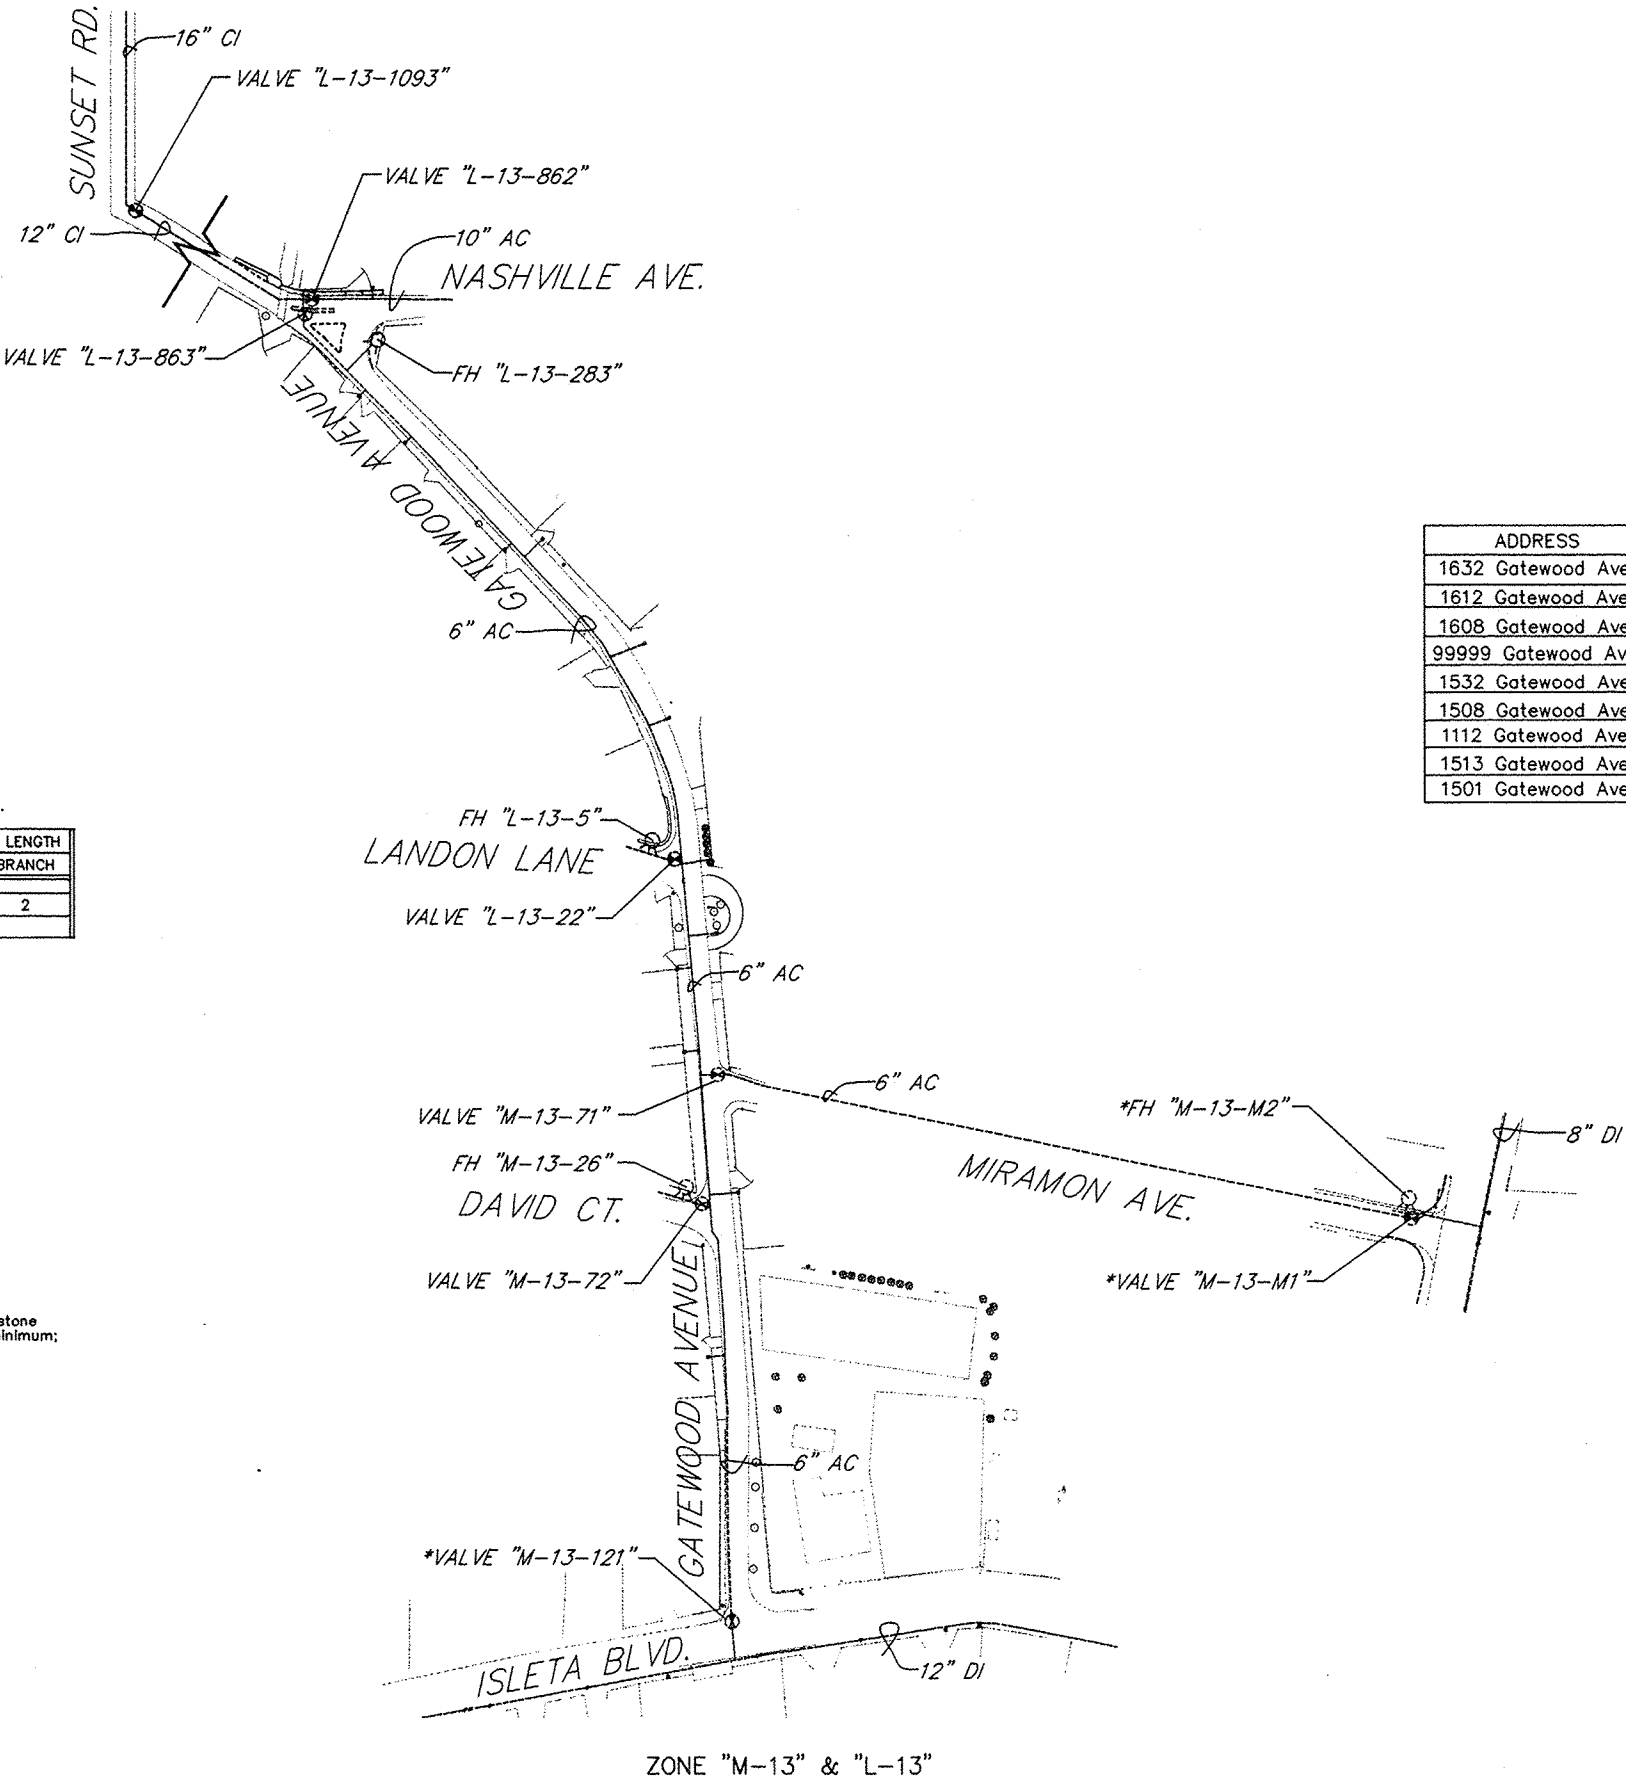 SUNSET RD.
16" CI
VALVE "L-13-1093"
VALVE "L-13-862"
12" CI
10" AC
NASHVILLE AVE.
VALVE "L-13-863"
FH "L-13-283"
GATEWOOD AVENUE
6" AC
ADDRESS
1632 Gatewood Ave
1612 Gatewood Ave
1608 Gatewood Ave
99999 Gatewood Av
1532 Gatewood Ave
1508 Gatewood Ave
1112 Gatewood Ave
1513 Gatewood Ave
1501 Gatewood Ave
LENGTH
BRANCH
2
FH "L-13-5"
LANDON LANE
VALVE "L-13-22"
6" AC
6" AC
VALVE "M-13-71"
*FH "M-13-M2"
8" DI
FH "M-13-26"
DAVID CT.
MIRAMON AVE.
VALVE "M-13-72"
*VALVE "M-13-M1"
stone
inimum;
GATEWOOD AVENUE
6" AC
*VALVE "M-13-121"
ISLETA BLVD.
12" DI
ZONE "M-13" & "L-13"